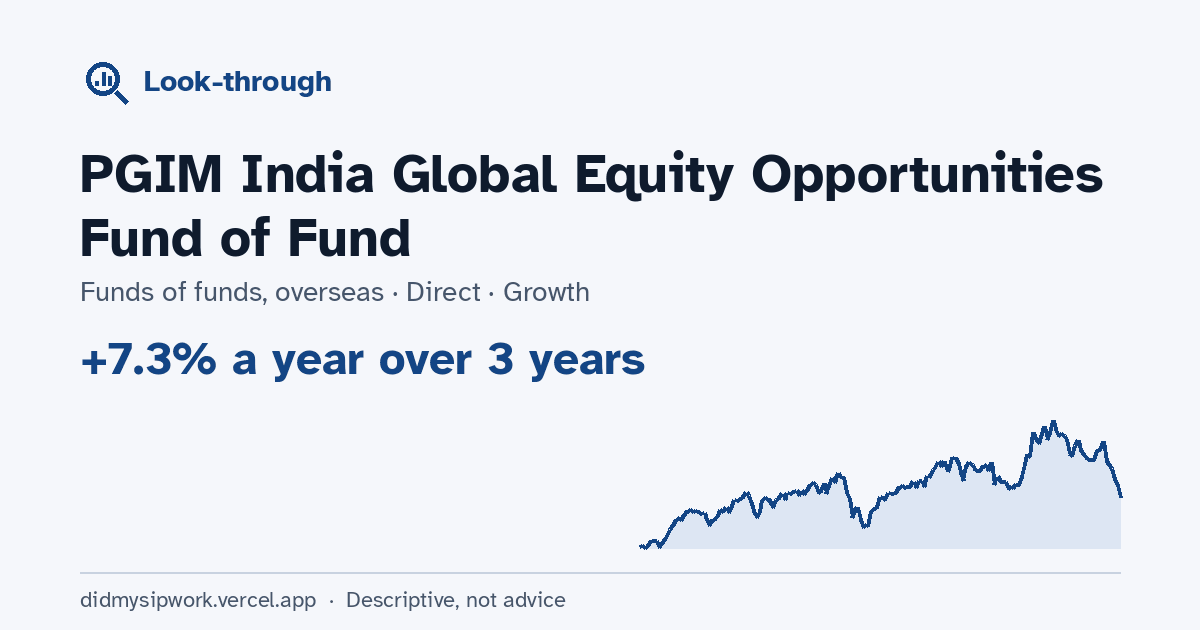 Look-through
PGIM India Global Equity Opportunities
Fund of Fund
Funds of funds, overseas · Direct · Growth
+7.3% a year over 3 years
didmysipwork.vercel.app · Descriptive, not advice